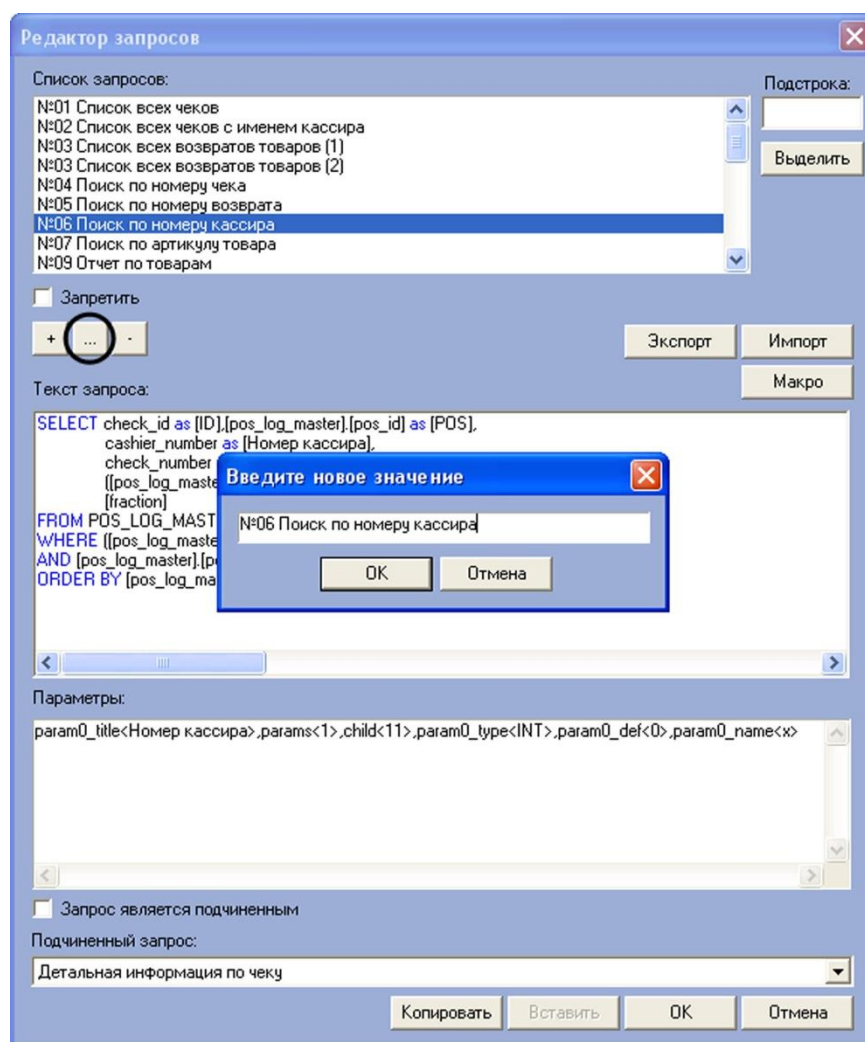 Редактор запросов
Список запросов:
Подстрока:
№01 Список всех чеков
№02 Список всех чеков с именем кассира
№03 Список всех возвратов товаров (1)
№03 Список всех возвратов товаров (2)
№04 Поиск по номеру чека
№05 Поиск по номеру возврата
№06 Поиск по номеру кассира
№07 Поиск по артикулу товара
№09 Отчет по товарам
Выделить
Запретить
+ ... -
Экспорт Импорт
Макро
Текст запроса:
SELECT check_id as [ID],[pos_log_master].[pos_id] as [POS],
cashier_number as [Номер кассира],
check_number
([pos_log_maste
[fraction]
FROM POS_LOG_MAST
WHERE ([pos_log_maste
AND [pos_log_master].[p
ORDER BY [pos_log_ma
Введите новое значение
№06 Поиск по номеру кассира
OK Отмена
Параметры:
param0_title<Номер кассира>,params<1>,child<11>,param0_type<INT>,param0_def<0>,param0_name<x>
Запрос является подчиненным
Подчиненный запрос:
Детальная информация по чеку
Копировать Вставить OK Отмена